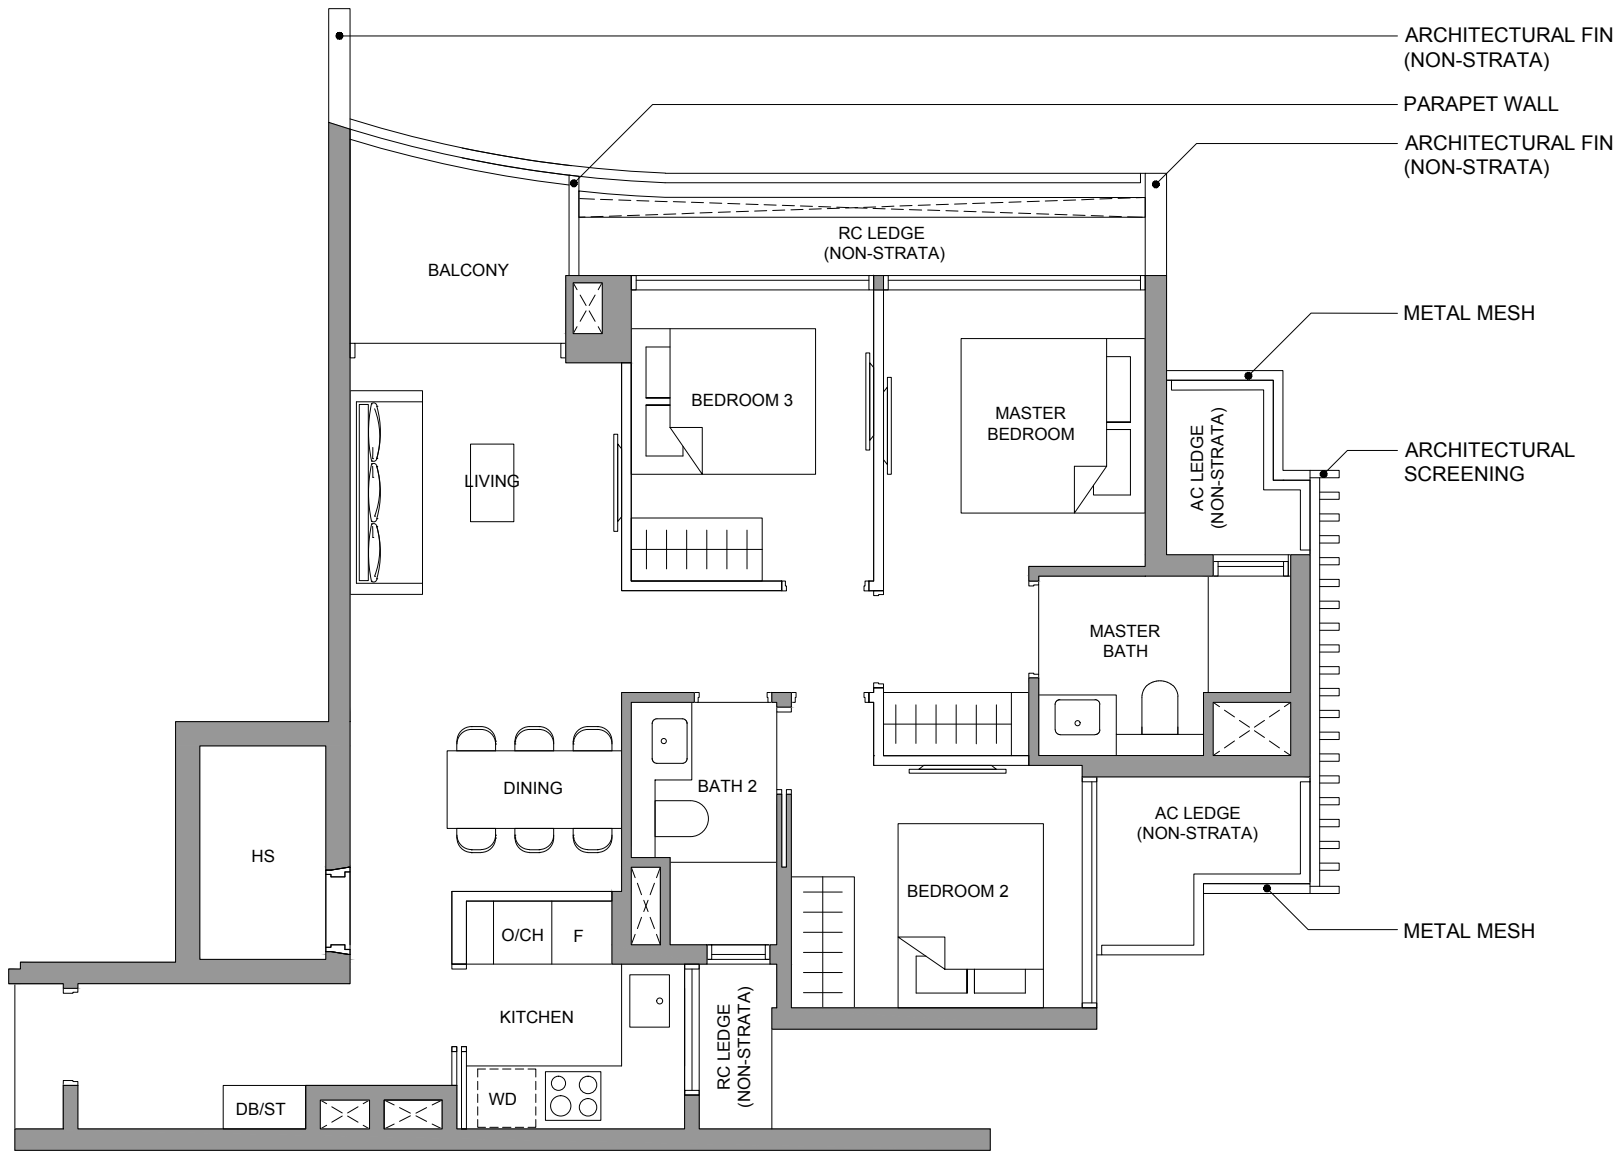 ARCHITECTURAL FIN
(NON-STRATA)
PARAPET WALL
ARCHITECTURAL FIN
(NON-STRATA)
RC LEDGE
(NON-STRATA)
BALCONY
METAL MESH
BEDROOM 3
MASTER
BEDROOM
AC LEDGE
(NON-STRATA)
ARCHITECTURAL
SCREENING
LIVING
MASTER
BATH
DINING
BATH 2
AC LEDGE
(NON-STRATA)
HS
BEDROOM 2
O/CH
F
METAL MESH
KITCHEN
RC LEDGE
(NON-STRATA)
WD
DB/ST